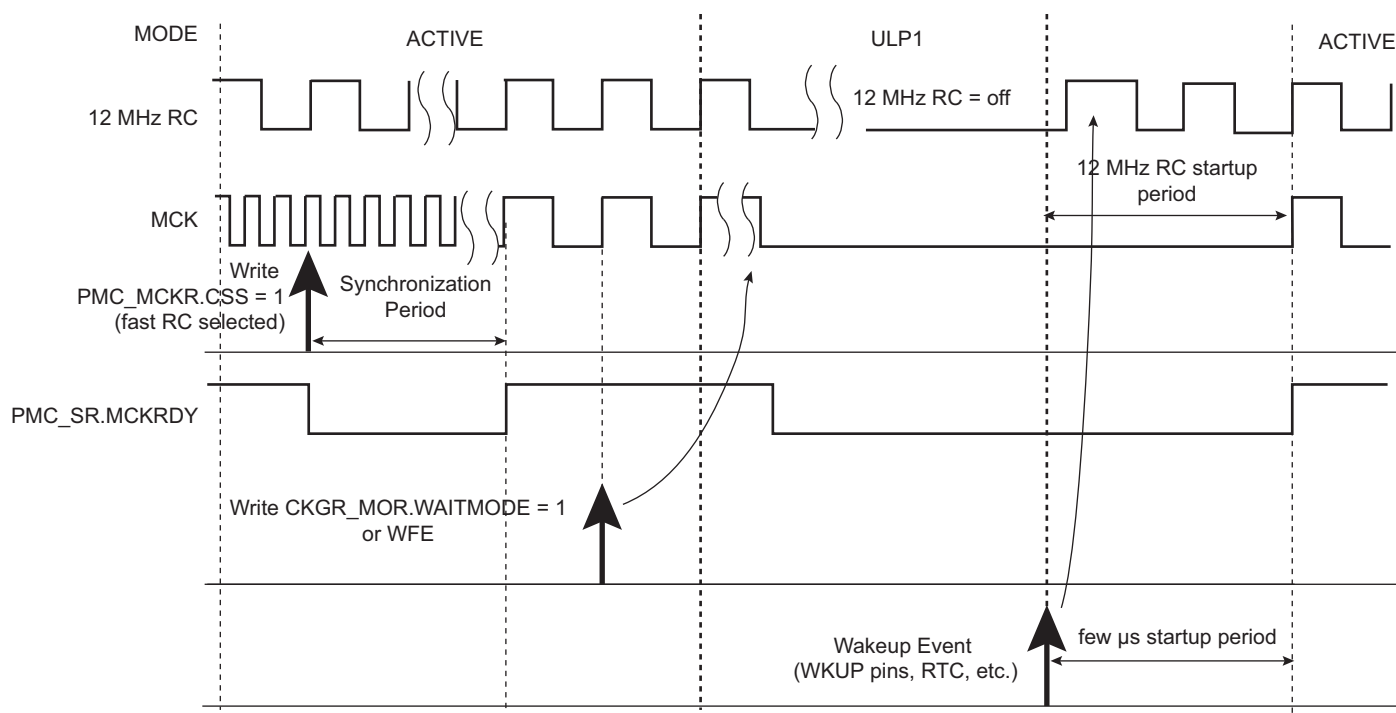 MODE
ACTIVE
ULP1
ACTIVE
12 MHz RC
12 MHz RC = off
12 MHz RC startup
period
MCK
Write
PMC_MCKR.CSS = 1
(fast RC selected)
Synchronization
Period
PMC_SR.MCKRDY
Write CKGR_MOR.WAITMODE = 1
or WFE
Wakeup Event
(WKUP pins, RTC, etc.)
few µs startup period